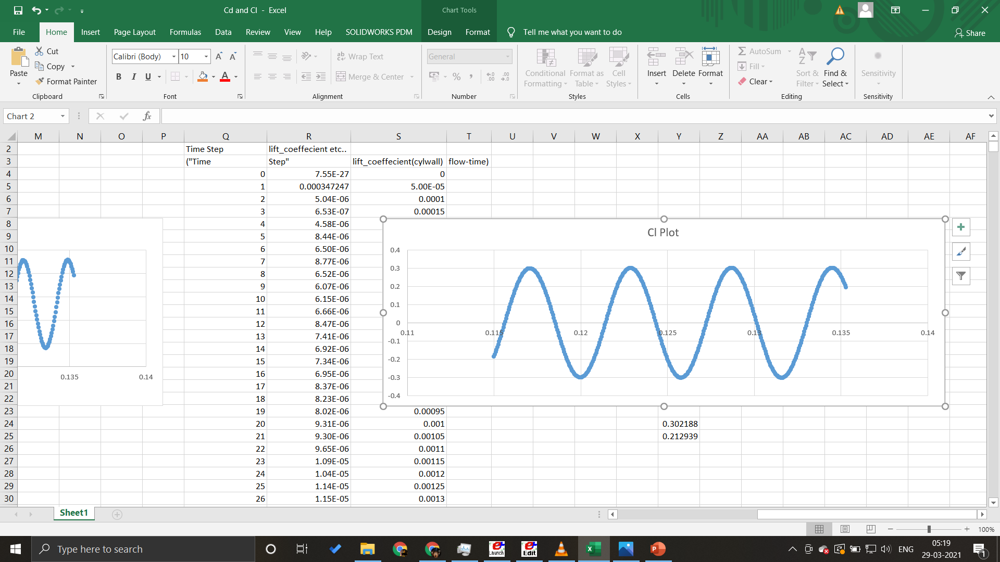 Cd and Cl - Excel
Chart Tools
File Home Insert Page Layout Formulas Data Review View Help SOLIDWORKS PDM Design Format Tell me what you want to do Share
Paste
Cut
Copy
Format Painter
Clipboard
Calibri (Body) 10
B I U
Font
Wrap Text
Merge & Center
Alignment
General
Number
Conditional Formatting
Format as Table
Cell Styles
Styles
Insert Delete Format
Cells
AutoSum
Fill
Clear
Sort & Filter
Find & Select
Editing
Sensitivity
Sensitivity
Chart 2 fx
M N O P Q R S T U V W X Y Z AA AB AC AD AE AF
2 Time Step lift_coeffecient etc..
3 ("Time Step" lift_coeffecient(cylwall) flow-time)
4 0 7.55E-27 0
5 1 0.000347247 5.00E-05
6 2 5.04E-06 0.0001
7 3 6.53E-07 0.00015
8 4 4.58E-06
9 5 8.44E-06
10 6 6.50E-06
11 7 8.77E-06
12 8 6.52E-06
13 9 6.07E-06
14 10 6.15E-06
15 11 6.66E-06
16 12 8.47E-06
17 13 7.41E-06
18 14 6.92E-06
19 15 7.34E-06
20 16 6.95E-06
21 17 8.37E-06
22 18 8.23E-06
23 19 8.02E-06 0.00095
24 20 9.31E-06 0.001 0.302188
25 21 9.30E-06 0.00105 0.212939
26 22 9.65E-06 0.0011
27 23 1.09E-05 0.00115
28 24 1.04E-05 0.0012
29 25 1.14E-05 0.00125
30 26 1.15E-05 0.0013
0.135 0.14
Cl Plot
0.4
0.3
0.2
0.1
0
-0.1
-0.2
-0.3
-0.4
0.11 0.115 0.12 0.125 0.13 0.135 0.14
Sheet1
100%
Type here to search
Launch
Edit
ENG
05:19
29-03-2021
1